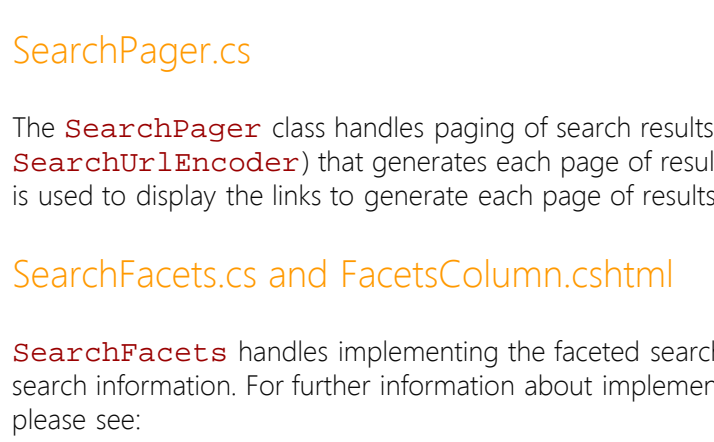 SearchPager.cs
The SearchPager class handles paging of search results
SearchUrlEncoder) that generates each page of resul
is used to display the links to generate each page of results
SearchFacets.cs and FacetsColumn.cshtml
SearchFacets handles implementing the faceted search
search information. For further information about implemen
please see: